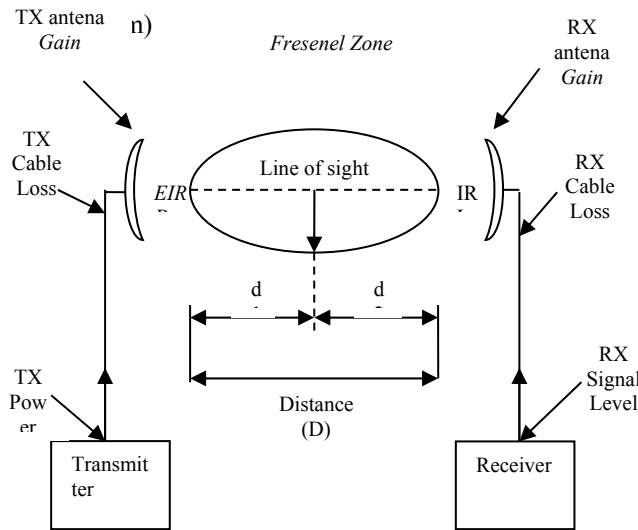 TX antena
Gain
n)
Fresenel Zone
RX
antena
Gain
TX
Cable
Loss
EIR
Line of sight
IR
RX
Cable
Loss
d
d
TX
Pow
er
Distance
(D)
RX
Signal
Level
Transmit
ter
Receiver